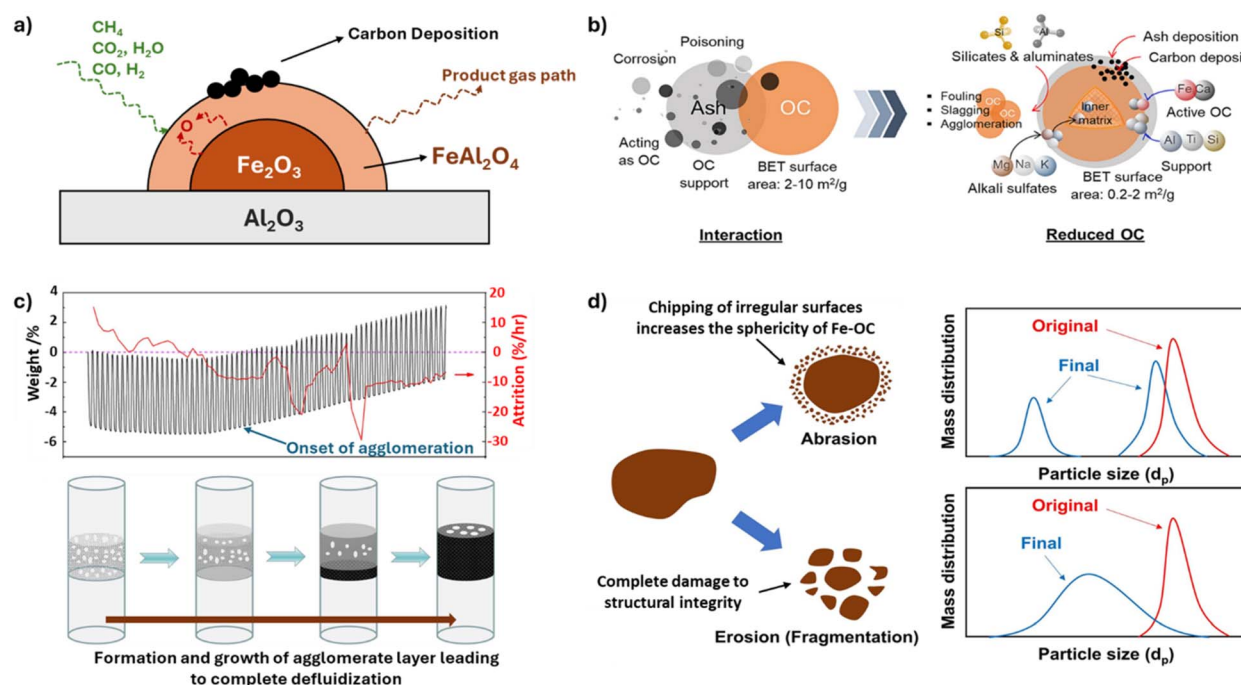 a)
CH₄
CO₂, H₂O
CO, H₂
Carbon Deposition
Product gas path
O
Fe₂O₃
FeAl₂O₄
Al₂O₃
b)
Corrosion
Poisoning
Ash
OC
Acting
as OC
OC
support
BET surface
area: 2-10 m²/g
Interaction
Si
Al
Silicates & aluminates
Ash deposition
Carbon deposi
▪ Fouling
▪ Slagging
▪ Agglomeration
OC
OC
Inner
matrix
Fe Ca
Active OC
Al Ti Si
Support
Mg Na K
Alkali sulfates
BET surface
area: 0.2-2 m²/g
Reduced OC
c)
Weight /%
4
2
0
-2
-4
-6
20
10
0
-10
-20
-30
Attrition (%/hr)
Onset of agglomeration
Formation and growth of agglomerate layer leading
to complete defluidization
d)
Chipping of irregular surfaces
increases the sphericity of Fe-OC
Abrasion
Complete damage to
structural integrity
Erosion (Fragmentation)
Mass distribution
Original
Final
Particle size (dₚ)
Mass distribution
Original
Final
Particle size (dₚ)